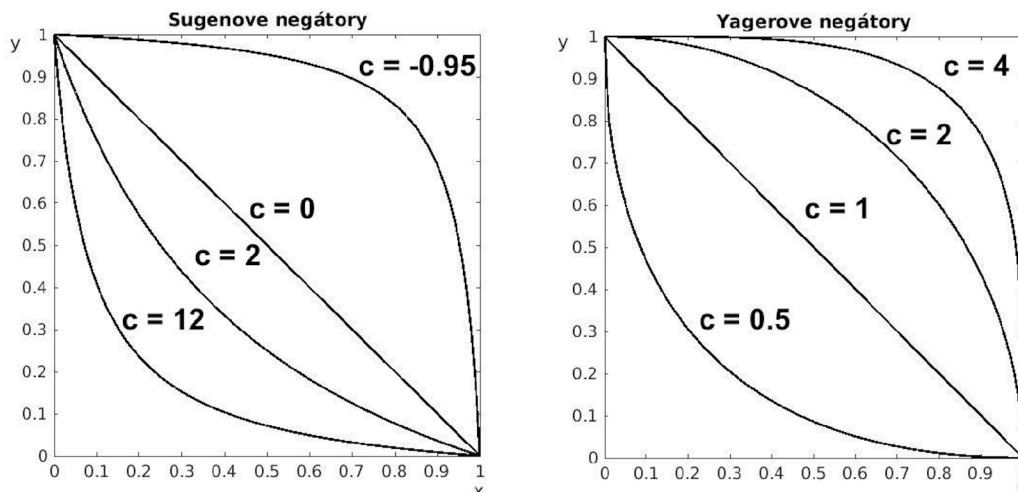 Sugenove negátory
y
1
0.9
0.8
0.7
0.6
0.5
0.4
0.3
0.2
0.1
0
c = -0.95
c = 0
c = 2
c = 12
0 0.1 0.2 0.3 0.4 0.5 0.6 0.7 0.8 0.9 1
x
Yagerove negátory
y
1
0.9
0.8
0.7
0.6
0.5
0.4
0.3
0.2
0.1
0
c = 4
c = 2
c = 1
c = 0.5
0 0.1 0.2 0.3 0.4 0.5 0.6 0.7 0.8 0.9